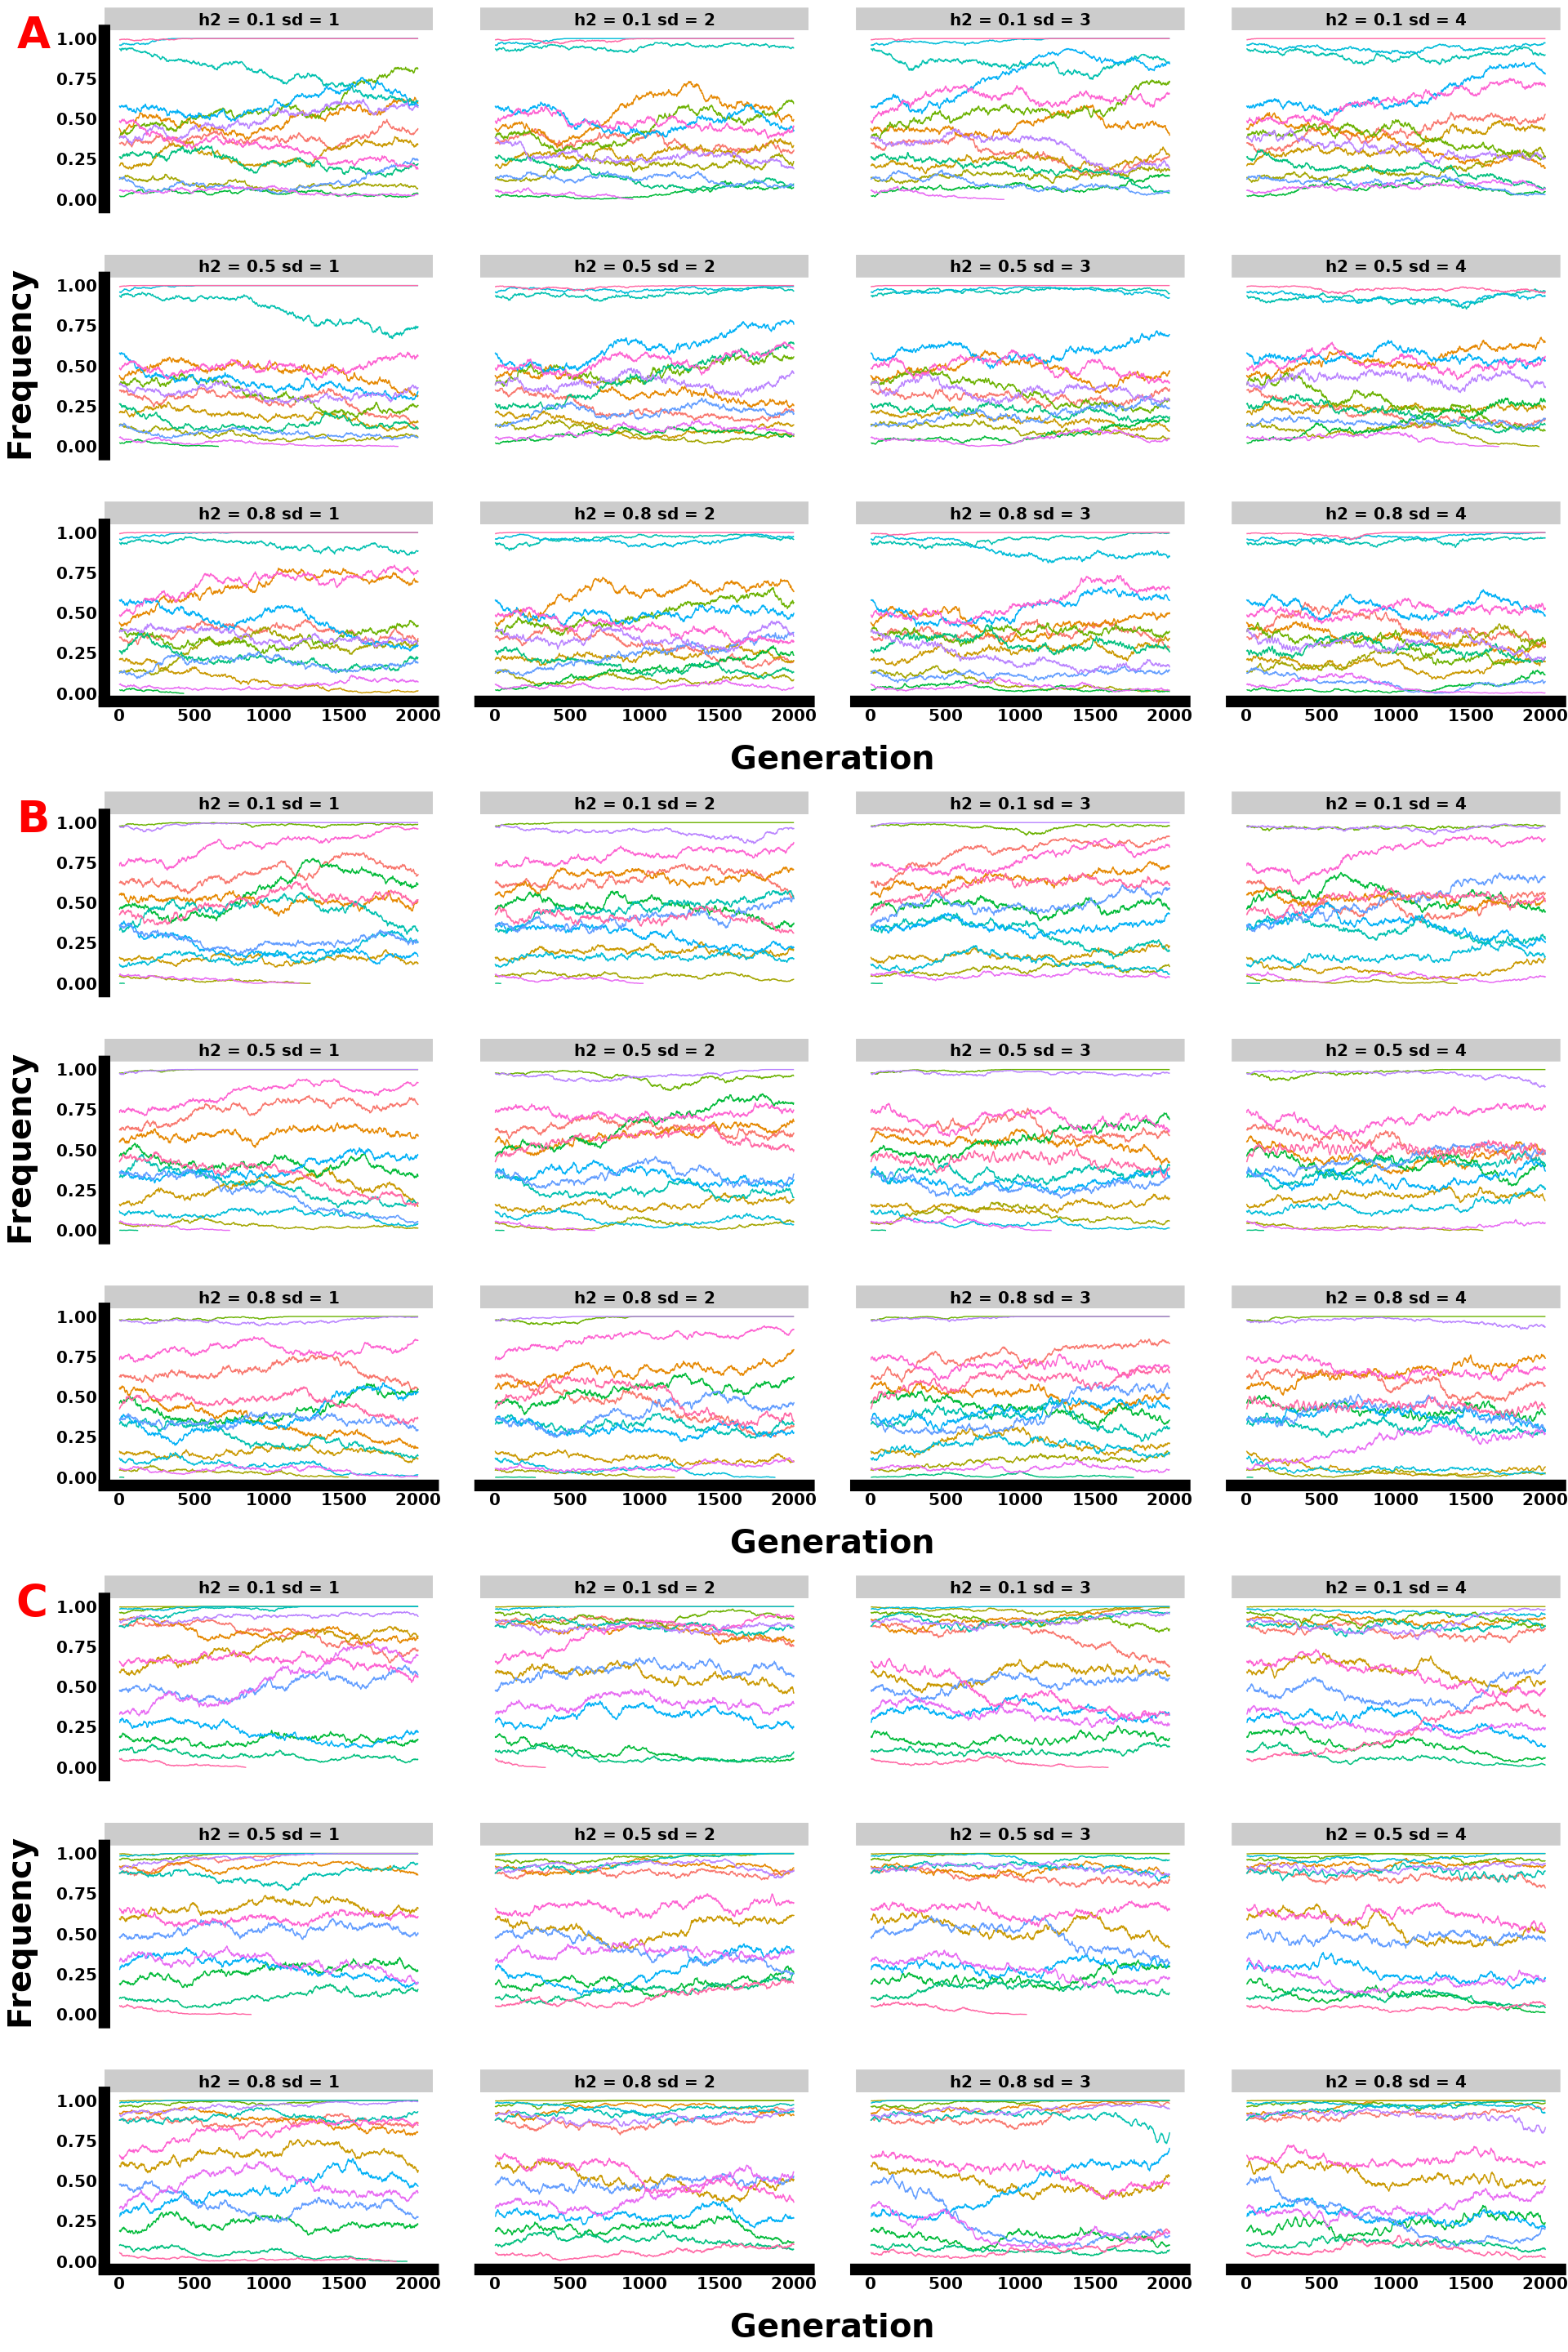 A
h2 = 0.1 sd = 1
h2 = 0.1 sd = 2
h2 = 0.1 sd = 3
h2 = 0.1 sd = 4
1.00
0.75
0.50
0.25
0.00
h2 = 0.5 sd = 1
h2 = 0.5 sd = 2
h2 = 0.5 sd = 3
h2 = 0.5 sd = 4
1.00
0.75
0.50
0.25
0.00
Frequency
h2 = 0.8 sd = 1
h2 = 0.8 sd = 2
h2 = 0.8 sd = 3
h2 = 0.8 sd = 4
1.00
0.75
0.50
0.25
0.00
0 500 1000 1500 2000 0 500 1000 1500 2000 0 500 1000 1500 2000 0 500 1000 1500 2000
Generation
B
h2 = 0.1 sd = 1
h2 = 0.1 sd = 2
h2 = 0.1 sd = 3
h2 = 0.1 sd = 4
1.00
0.75
0.50
0.25
0.00
h2 = 0.5 sd = 1
h2 = 0.5 sd = 2
h2 = 0.5 sd = 3
h2 = 0.5 sd = 4
1.00
0.75
0.50
0.25
0.00
Frequency
h2 = 0.8 sd = 1
h2 = 0.8 sd = 2
h2 = 0.8 sd = 3
h2 = 0.8 sd = 4
1.00
0.75
0.50
0.25
0.00
0 500 1000 1500 2000 0 500 1000 1500 2000 0 500 1000 1500 2000 0 500 1000 1500 2000
Generation
C
h2 = 0.1 sd = 1
h2 = 0.1 sd = 2
h2 = 0.1 sd = 3
h2 = 0.1 sd = 4
1.00
0.75
0.50
0.25
0.00
h2 = 0.5 sd = 1
h2 = 0.5 sd = 2
h2 = 0.5 sd = 3
h2 = 0.5 sd = 4
1.00
0.75
0.50
0.25
0.00
Frequency
h2 = 0.8 sd = 1
h2 = 0.8 sd = 2
h2 = 0.8 sd = 3
h2 = 0.8 sd = 4
1.00
0.75
0.50
0.25
0.00
0 500 1000 1500 2000 0 500 1000 1500 2000 0 500 1000 1500 2000 0 500 1000 1500 2000
Generation